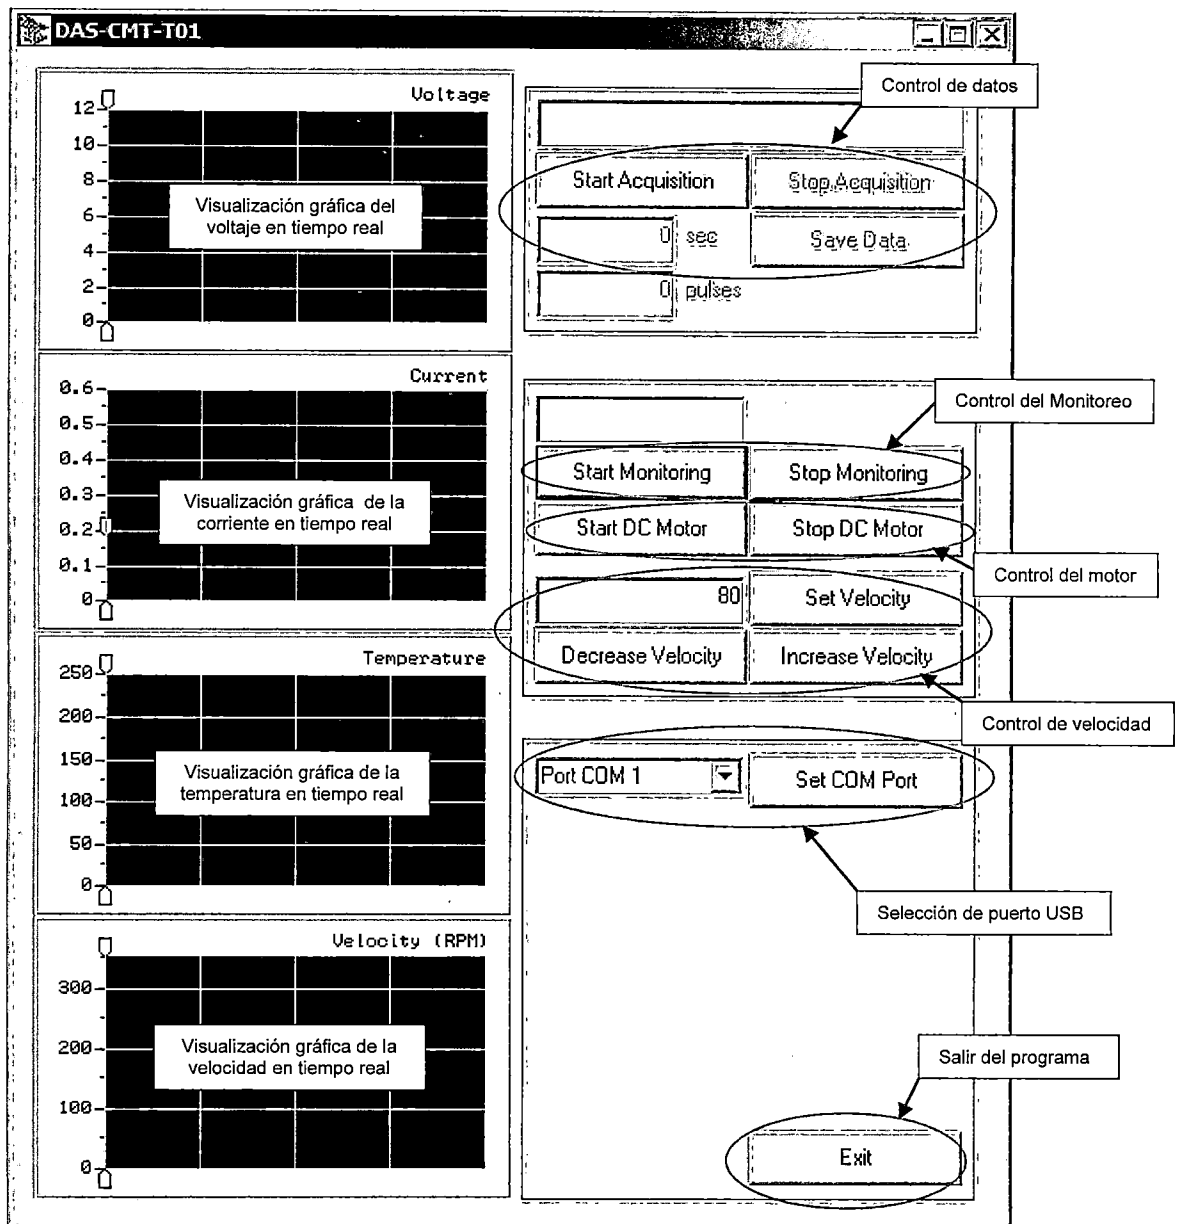 DAS-CMT-T01
Voltage
12
10
8
6
4
2
0
Visualización gráfica del
voltaje en tiempo real
Control de datos
Start Acquisition
Stop Acquisition
0 sec
Save Data
0 pulses
Current
0.6
0.5
0.4
0.3
0.2
0.1
0
Visualización gráfica de la
corriente en tiempo real
Control del Monitoreo
Start Monitoring
Stop Monitoring
Start DC Motor
Stop DC Motor
Control del motor
80
Set Velocity
Decrease Velocity
Increase Velocity
Control de velocidad
Temperature
250
200
150
100
50
0
Visualización gráfica de la
temperatura en tiempo real
Port COM 1
Set COM Port
Selección de puerto USB
Velocity (RPM)
300
200
100
0
Visualización gráfica de la
velocidad en tiempo real
Salir del programa
Exit